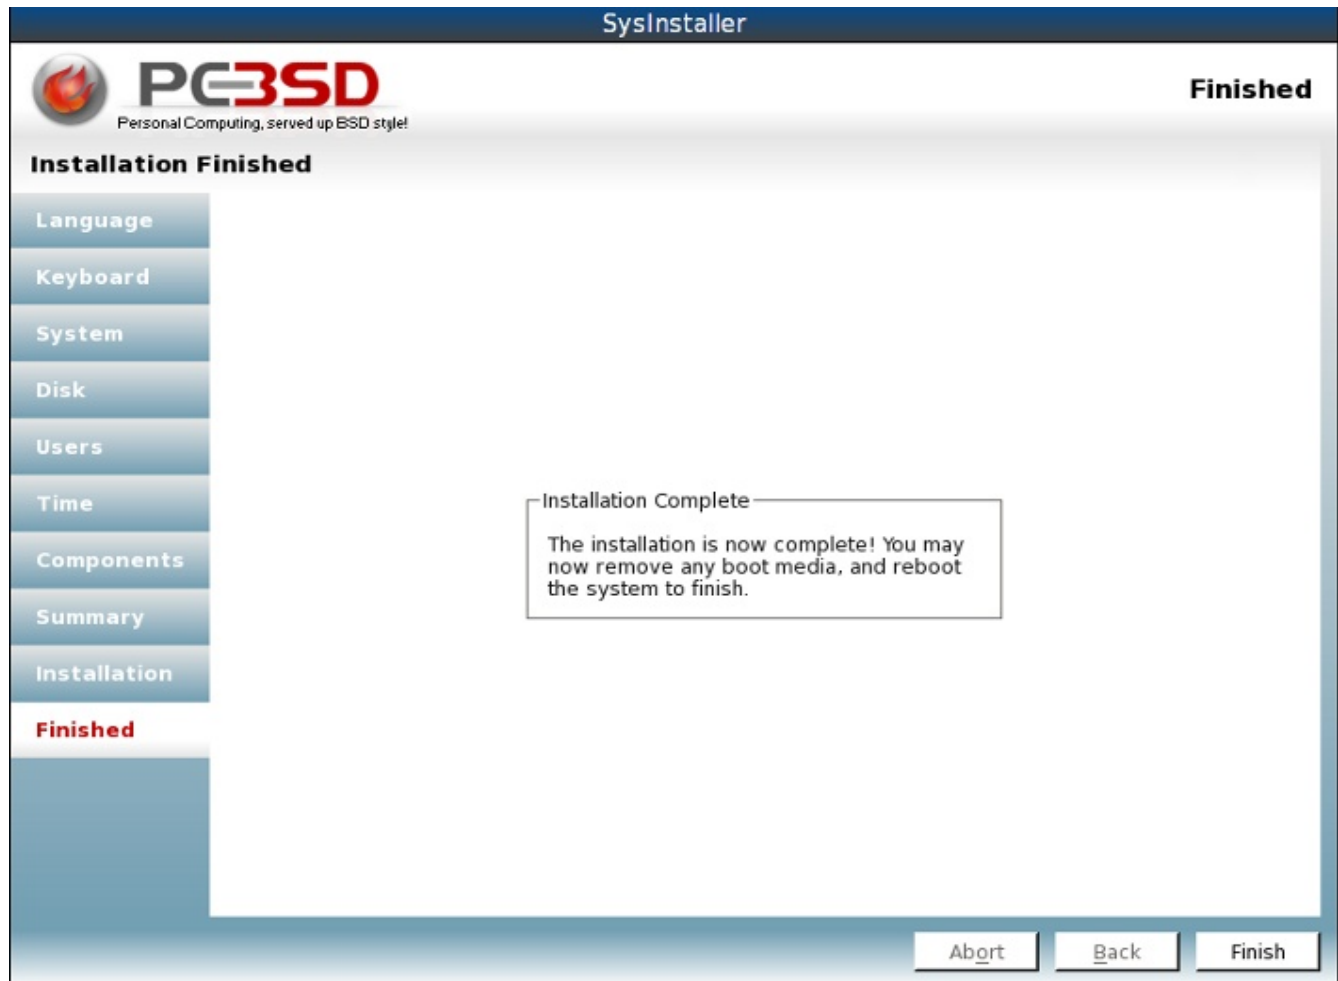 SysInstaller
PCBSD
Personal Computing, served up BSD style!
Finished
Installation Finished
Language
Keyboard
System
Disk
Users
Time
Components
Summary
Installation
Finished
Installation Complete
The installation is now complete! You may
now remove any boot media, and reboot
the system to finish.
Abort
Back
Finish